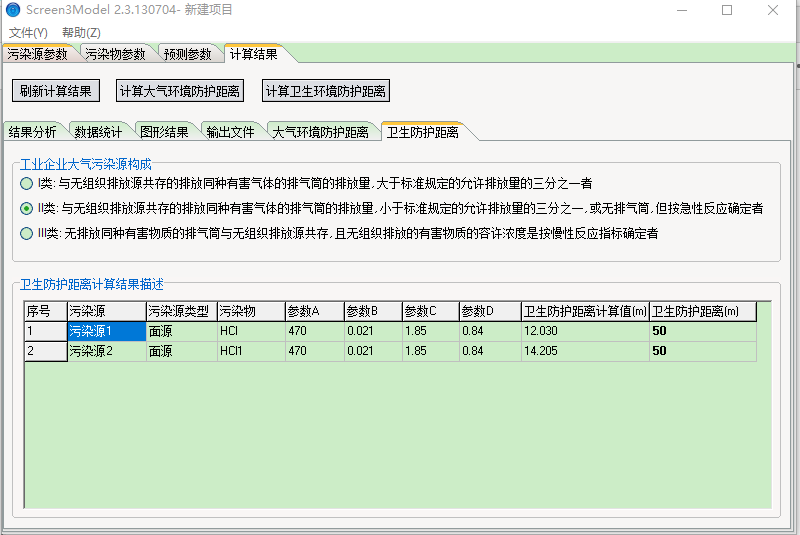 Screen3Model 2.3.130704- 新建项目
文件(Y) 帮助(Z)
污染源参数 污染物参数 预测参数 计算结果
刷新计算结果 计算大气环境防护距离 计算卫生环境防护距离
结果分析 数据统计 图形结果 输出文件 大气环境防护距离 卫生防护距离
工业企业大气污染源构成
I类: 与无组织排放源共存的排放同种有害气体的排气筒的排放量, 大于标准规定的允许排放量的三分之一者
II类: 与无组织排放源共存的排放同种有害气体的排气筒的排放量, 小于标准规定的允许排放量的三分之一, 或无排气筒, 但按急性反应确定者
III类: 无排放同种有害物质的排气筒与无组织排放源共存, 且无组织排放的有害物质的容许浓度是按慢性反应指标确定者
卫生防护距离计算结果描述
序号 污染源 污染源类型 污染物 参数A 参数B 参数C 参数D 卫生防护距离计算值(m) 卫生防护距离(m)
1 污染源1 面源 HCl 470 0.021 1.85 0.84 12.030 50
2 污染源2 面源 HCl1 470 0.021 1.85 0.84 14.205 50